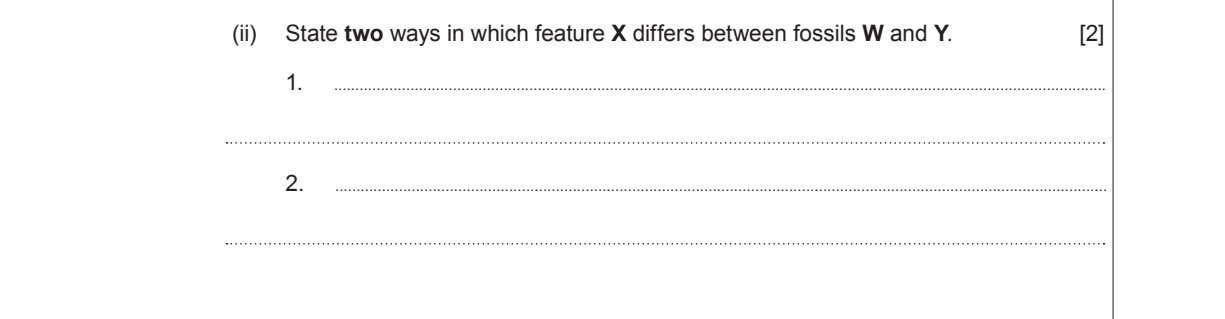 (ii) State two ways in which feature X differs between fossils W and Y. [2]
1.
2.